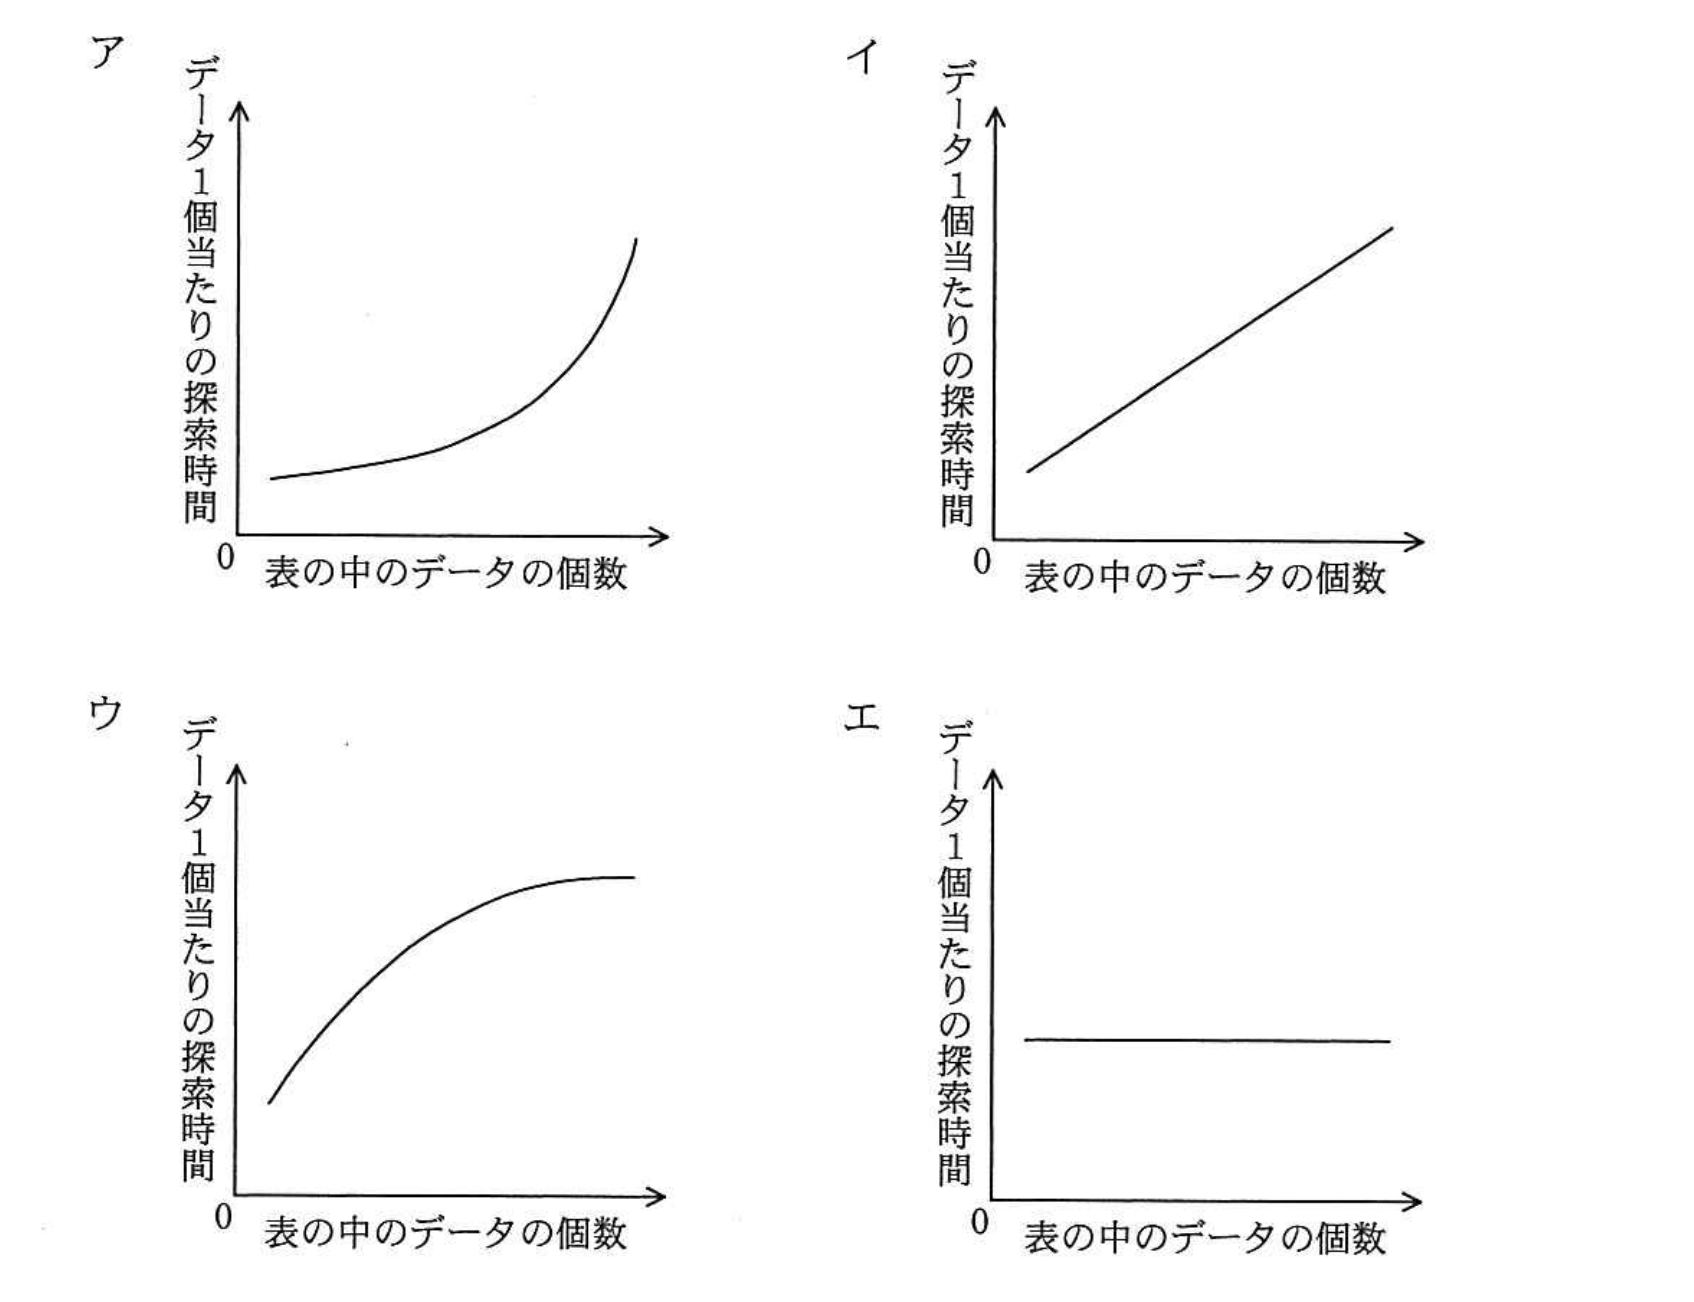 ア
データ1個当たりの探索時間
0
表の中のデータの個数
イ
データ1個当たりの探索時間
0
表の中のデータの個数
ウ
データ1個当たりの探索時間
0
表の中のデータの個数
エ
データ1個当たりの探索時間
0
表の中のデータの個数